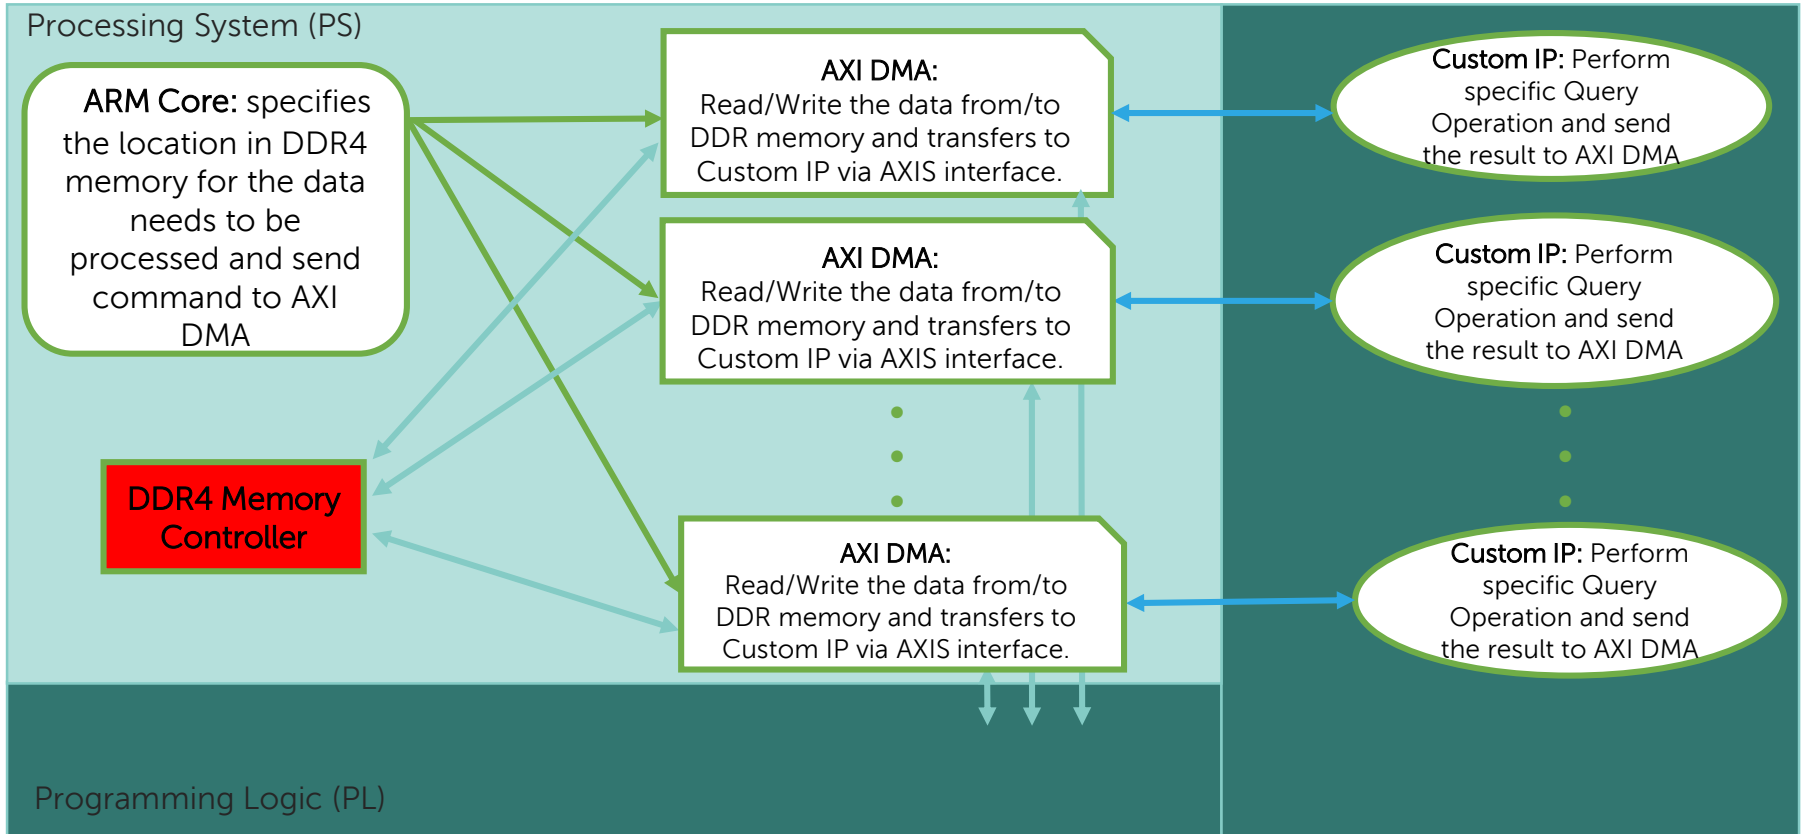 Processing System (PS)
ARM Core: specifies
the location in DDR4
memory for the data
needs to be
processed and send
command to AXI
DMA
DDR4 Memory
Controller
AXI DMA:
Read/Write the data from/to
DDR memory and transfers to
Custom IP via AXIS interface.
AXI DMA:
Read/Write the data from/to
DDR memory and transfers to
Custom IP via AXIS interface.
AXI DMA:
Read/Write the data from/to
DDR memory and transfers to
Custom IP via AXIS interface.
Custom IP: Perform
specific Query
Operation and send
the result to AXI DMA
Custom IP: Perform
specific Query
Operation and send
the result to AXI DMA
Custom IP: Perform
specific Query
Operation and send
the result to AXI DMA
Programming Logic (PL)